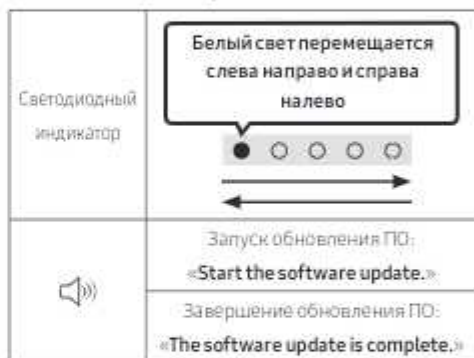 Белый свет перемещается
слева направо и справа
налево
Светодиодный
индикатор
Запуск обновления ПО:
«Start the software update.»
Завершение обновления ПО:
«The software update is complete.»